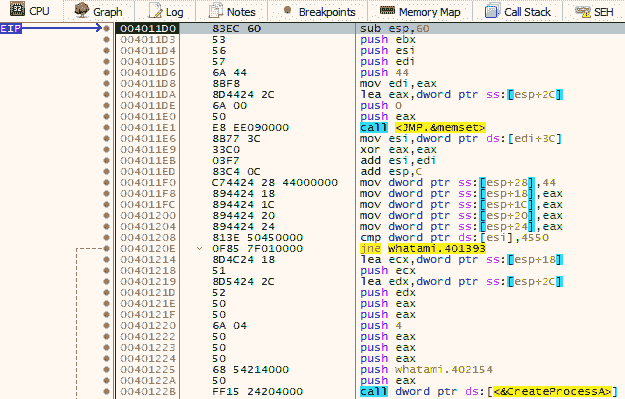 CPU Graph Log Notes Breakpoints Memory Map Call Stack SEH
EIP 004011D0 83EC 60 sub esp,60
004011D3 53 push ebx
004011D4 56 push esi
004011D5 57 push edi
004011D6 6A 44 push 44
004011D8 8BF8 mov edi,eax
004011DA 8D4424 2C lea eax,dword ptr ss:[esp+2C]
004011DE 6A 00 push 0
004011E0 50 push eax
004011E1 E8 EE090000 call <JMP.&memset>
004011E6 8B77 3C mov esi,dword ptr ds:[edi+3C]
004011E9 33C0 xor eax,eax
004011EB 03F7 add esi,edi
004011ED 83C4 0C add esp,C
004011F0 C74424 28 44000000 mov dword ptr ss:[esp+28],44
004011F8 894424 18 mov dword ptr ss:[esp+18],eax
004011FC 894424 1C mov dword ptr ss:[esp+1C],eax
00401200 894424 20 mov dword ptr ss:[esp+20],eax
00401204 894424 24 mov dword ptr ss:[esp+24],eax
00401208 813E 50450000 cmp dword ptr ds:[esi],4550
0040120E 0F85 7F010000 jne whatami.401393
00401214 8D4C24 18 lea ecx,dword ptr ss:[esp+18]
00401218 51 push ecx
00401219 8D5424 2C lea edx,dword ptr ss:[esp+2C]
0040121D 52 push edx
0040121E 50 push eax
0040121F 50 push eax
00401220 6A 04 push 4
00401222 50 push eax
00401223 50 push eax
00401224 50 push eax
00401225 68 54214000 push whatami.402154
0040122A 50 push eax
0040122B FF15 24204000 call dword ptr ds:[<&CreateProcessA>]